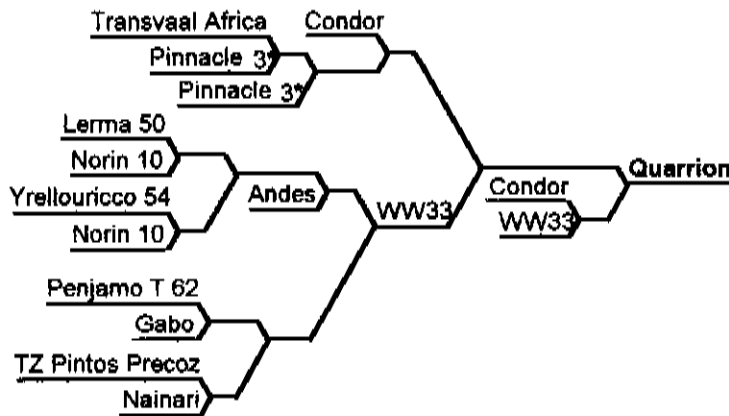 Transvaal Africa
Condor
Pinnacle 3*
Pinnacle 3*
Lerma 50
Norin 10
Yrellouricco 54
Norin 10
Andes
WW33
Quarrion
Condor
WW33
Penjamo T 62
Gabo
TZ Pintos Precoz
Nainari